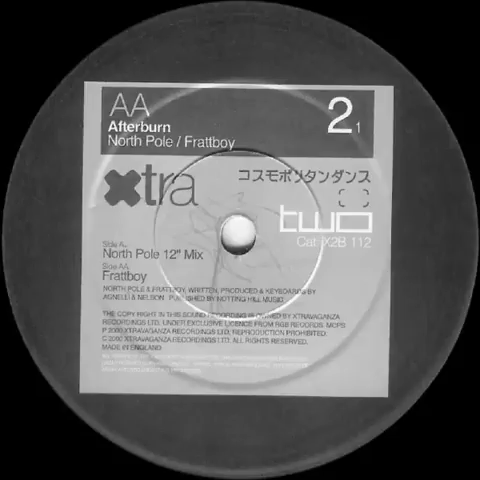 AA
Afterburn
North Pole / Frattboy
2 1
xtra
コスモポリタンダンス
two
Cat: X2B 112
Side A.
North Pole 12" Mix
Side AA.
Frattboy
NORTH POLE & FRATTBOY, WRITTEN, PRODUCED & KEYBOARDS BY
AGNELLI & NELSON. PUBLISHED BY NOTTING HILL MUSIC.
THE COPY RIGHT IN THIS SOUND RECORDING IS OWNED BY XTRAVAGANZA
RECORDINGS LTD, UNDER EXCLUSIVE LICENCE FROM RGB RECORDS. MCPS
P 2000 XTRAVAGANZA RECORDINGS LTD. REPRODUCTION PROHIBITED.
C 2000 XTRAVAGANZA RECORDINGS LTD. ALL RIGHTS RESERVED.
MADE IN ENGLAND